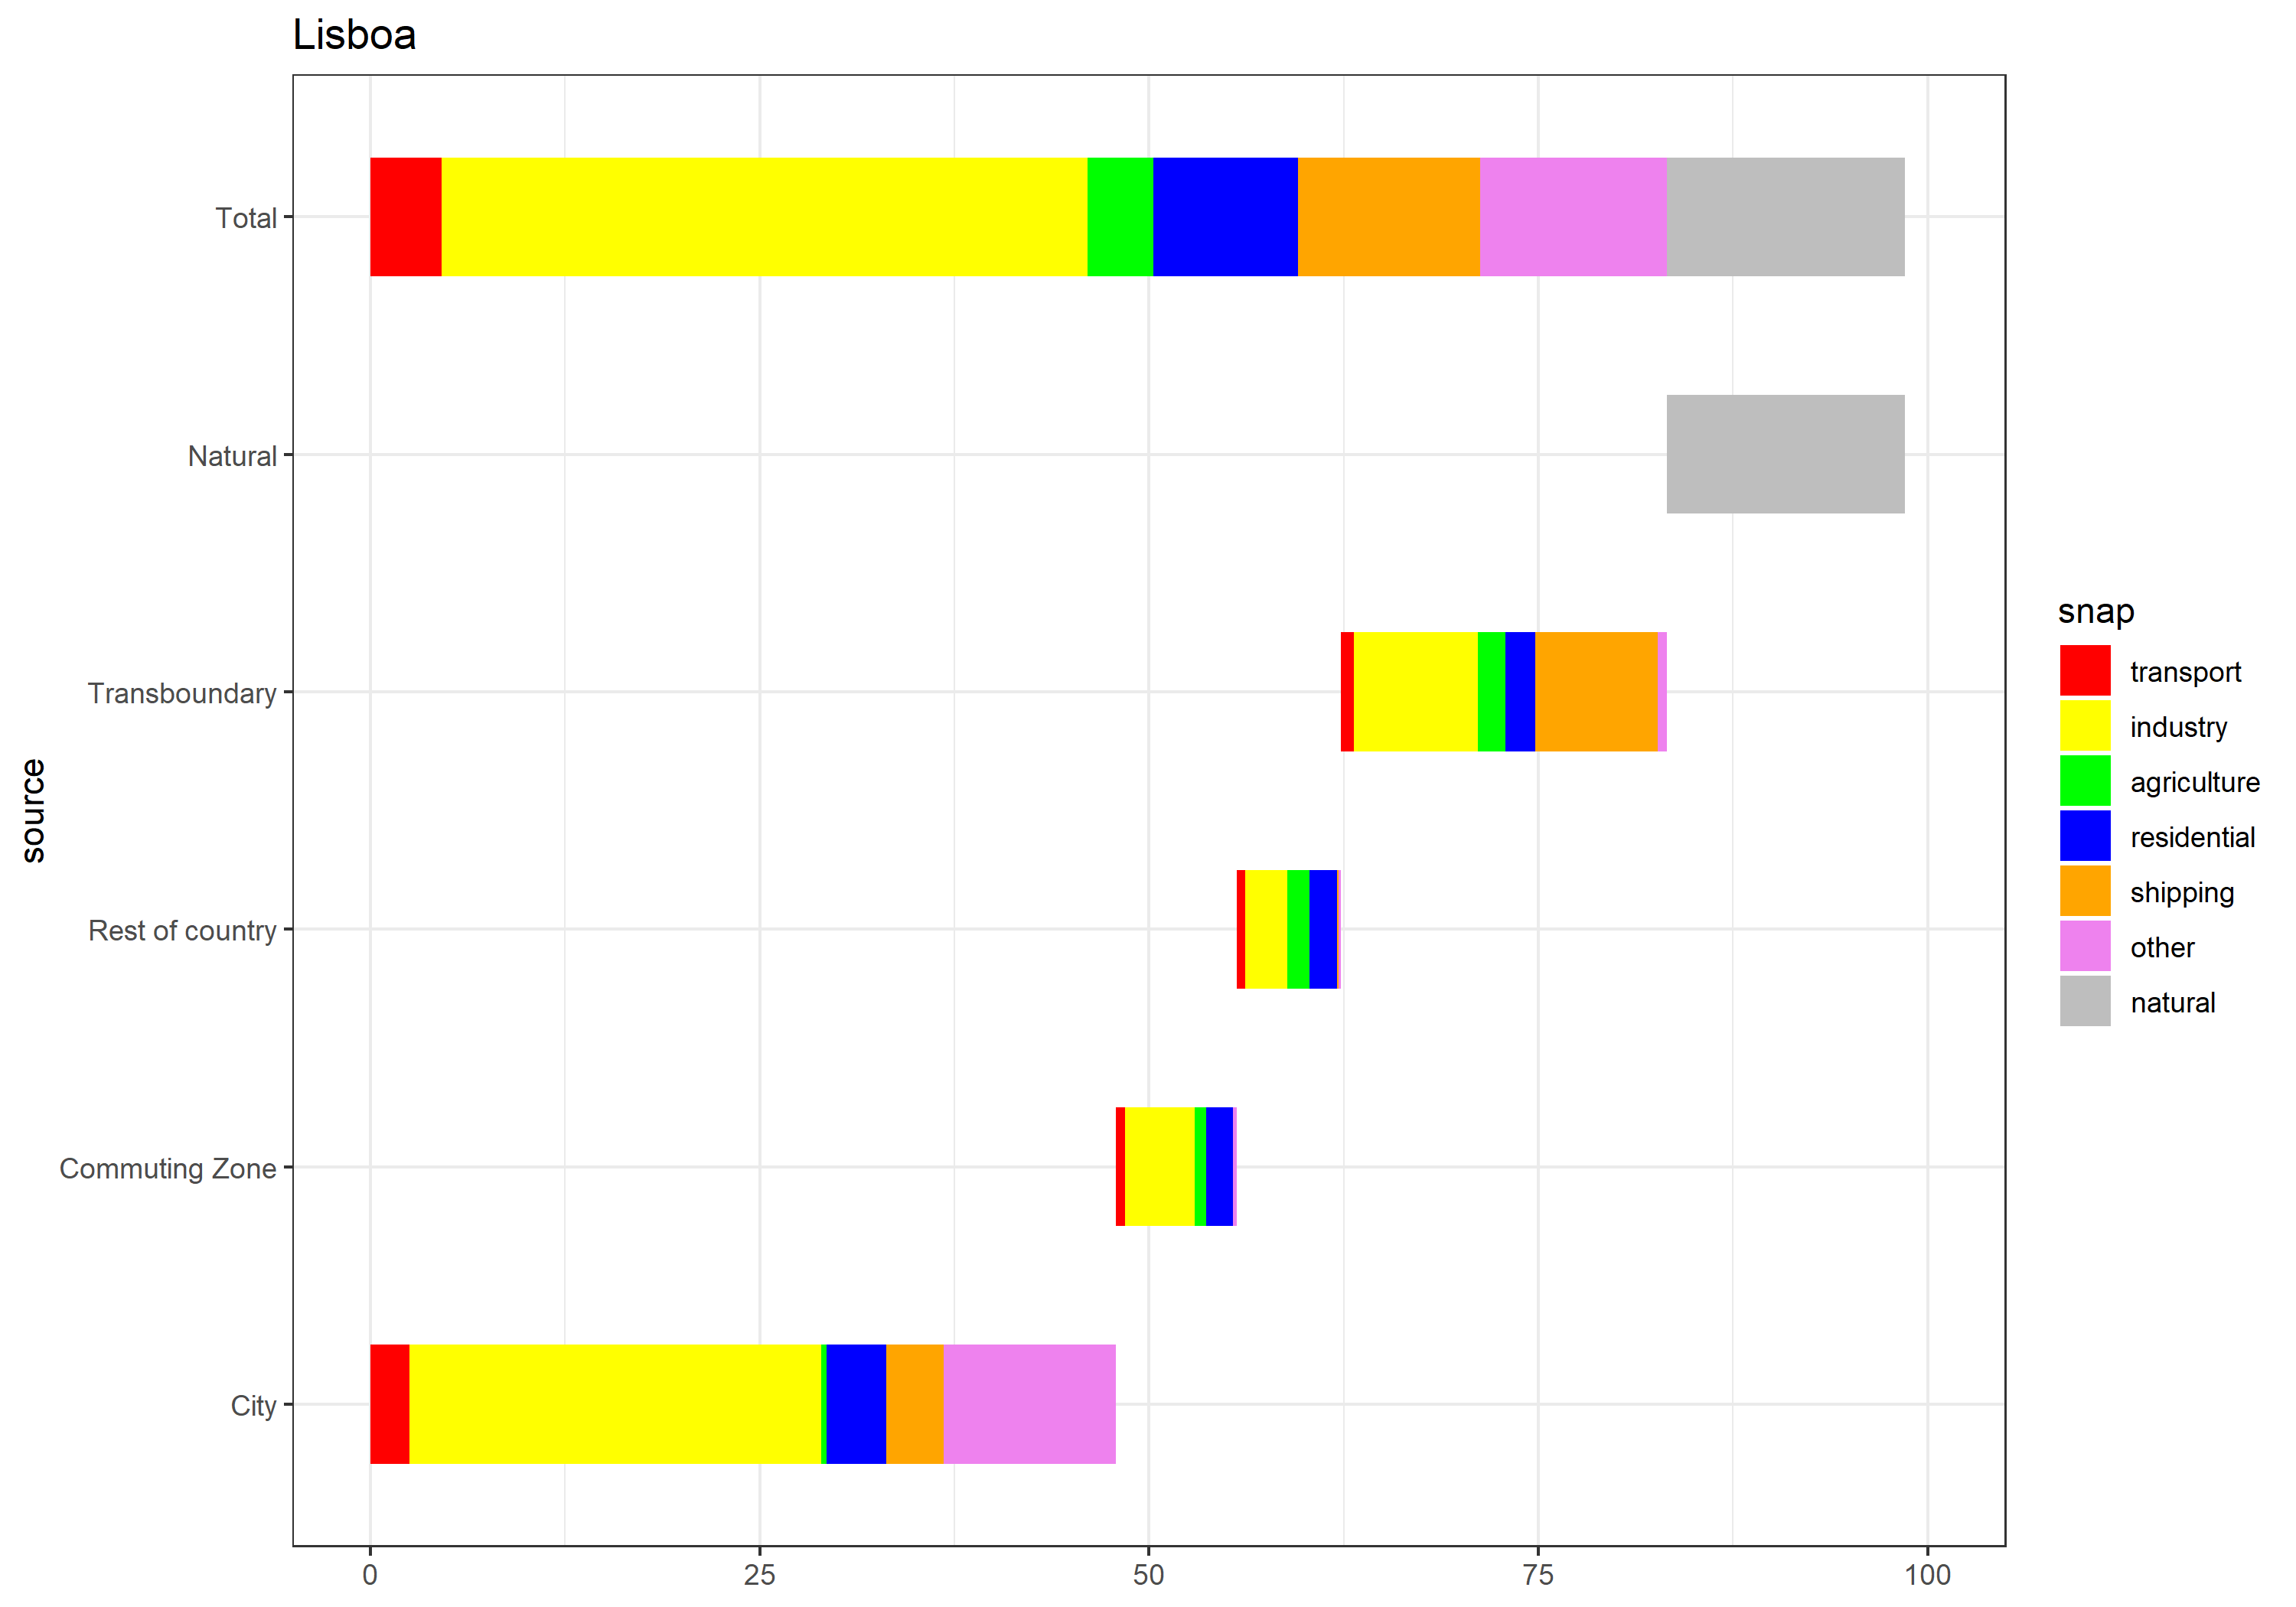 Lisboa
Total
Natural
Transboundary
Rest of country
Commuting Zone
City
source
0 25 50 75 100
snap
transport
industry
agriculture
residential
shipping
other
natural